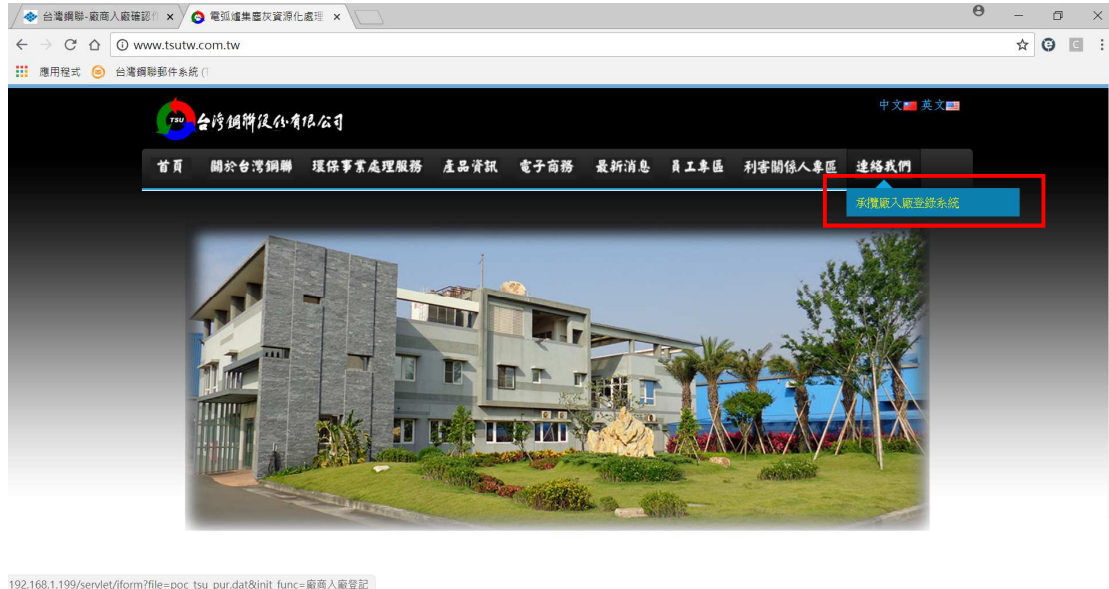 台灣鋼聯-廠商入廠確認
電弧爐集塵灰資源化處理
www.tsutw.com.tw
應用程式
台灣鋼聯郵件系統 (T
中文 英文
TSU 台灣鋼聯股份有限公司
首頁 關於台灣鋼聯 環保事業處理服務 產品資訊 電子商務 最新消息 員工專區 利害關係人專區 連絡我們
承攬廠入廠登錄系統
192.168.1.199/servlet/iform?file=poc_tsu_pur.dat&init_func=廠商入廠登記